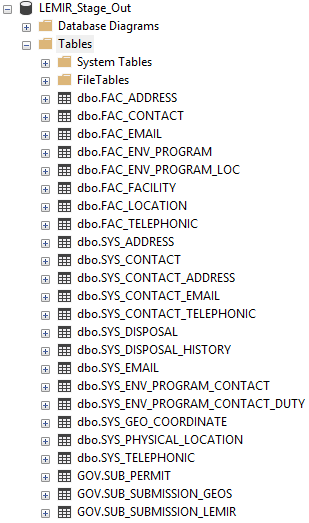 LEMIR_Stage_Out
Database Diagrams
Tables
System Tables
FileTables
dbo.FAC_ADDRESS
dbo.FAC_CONTACT
dbo.FAC_EMAIL
dbo.FAC_ENV_PROGRAM
dbo.FAC_ENV_PROGRAM_LOC
dbo.FAC_FACILITY
dbo.FAC_LOCATION
dbo.FAC_TELEPHONIC
dbo.SYS_ADDRESS
dbo.SYS_CONTACT
dbo.SYS_CONTACT_ADDRESS
dbo.SYS_CONTACT_EMAIL
dbo.SYS_CONTACT_TELEPHONIC
dbo.SYS_DISPOSAL
dbo.SYS_DISPOSAL_HISTORY
dbo.SYS_EMAIL
dbo.SYS_ENV_PROGRAM_CONTACT
dbo.SYS_ENV_PROGRAM_CONTACT_DUTY
dbo.SYS_GEO_COORDINATE
dbo.SYS_PHYSICAL_LOCATION
dbo.SYS_TELEPHONIC
GOV.SUB_PERMIT
GOV.SUB_SUBMISSION_GEOS
GOV.SUB_SUBMISSION_LEMIR